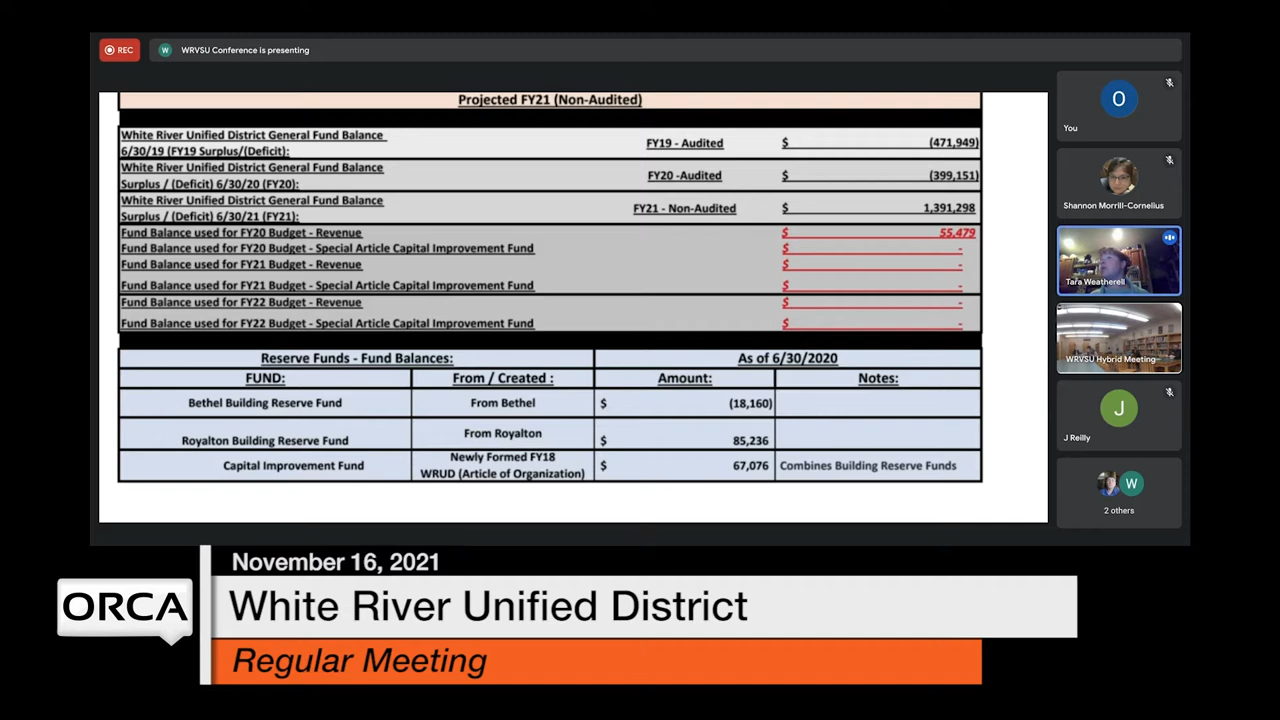 REC
W
WRVSU Conference is presenting
Projected FY21 (Non-Audited)
White River Unified District General Fund Balance
6/30/19 (FY19 Surplus/(Deficit):
FY19 - Audited
$
(471,949)
White River Unified District General Fund Balance
Surplus / (Deficit) 6/30/20 (FY20):
FY20 -Audited
$
(399,151)
White River Unified District General Fund Balance
Surplus / (Deficit) 6/30/21 (FY21):
FY21 - Non-Audited
$
1,391,298
Fund Balance used for FY20 Budget - Revenue
$
55,479
Fund Balance used for FY20 Budget - Special Article Capital Improvement Fund
$
-
Fund Balance used for FY21 Budget - Revenue
$
-
Fund Balance used for FY21 Budget - Special Article Capital Improvement Fund
$
-
Fund Balance used for FY22 Budget - Revenue
$
-
Fund Balance used for FY22 Budget - Special Article Capital Improvement Fund
$
-
Reserve Funds - Fund Balances:
As of 6/30/2020
FUND:
From / Created :
Amount:
Notes:
Bethel Building Reserve Fund
From Bethel
$
(18,160)
Royalton Building Reserve Fund
From Royalton
$
85,236
Capital Improvement Fund
Newly Formed FY18
WRUD (Article of Organization)
$
67,076
Combines Building Reserve Funds
O
You
Shannon Morrill-Cornelius
Tara Weatherell
WRVSU Hybrid Meeting
J
J Reilly
W
2 others
November 16, 2021
ORCA
White River Unified District
Regular Meeting